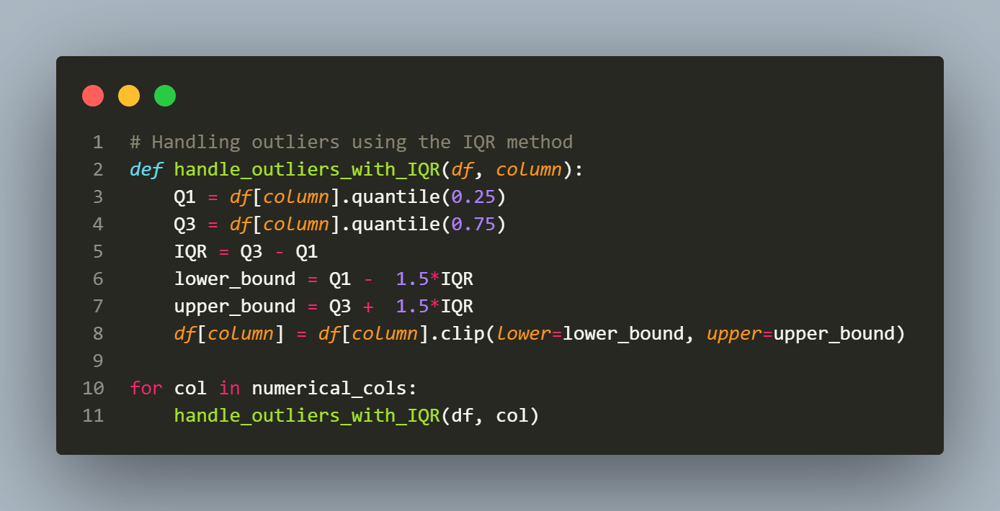 1 # Handling outliers using the IQR method
2 def handle_outliers_with_IQR(df, column):
3     Q1 = df[column].quantile(0.25)
4     Q3 = df[column].quantile(0.75)
5     IQR = Q3 - Q1
6     lower_bound = Q1 -  1.5*IQR
7     upper_bound = Q3 +  1.5*IQR
8     df[column] = df[column].clip(lower=lower_bound, upper=upper_bound)
9
10 for col in numerical_cols:
11     handle_outliers_with_IQR(df, col)